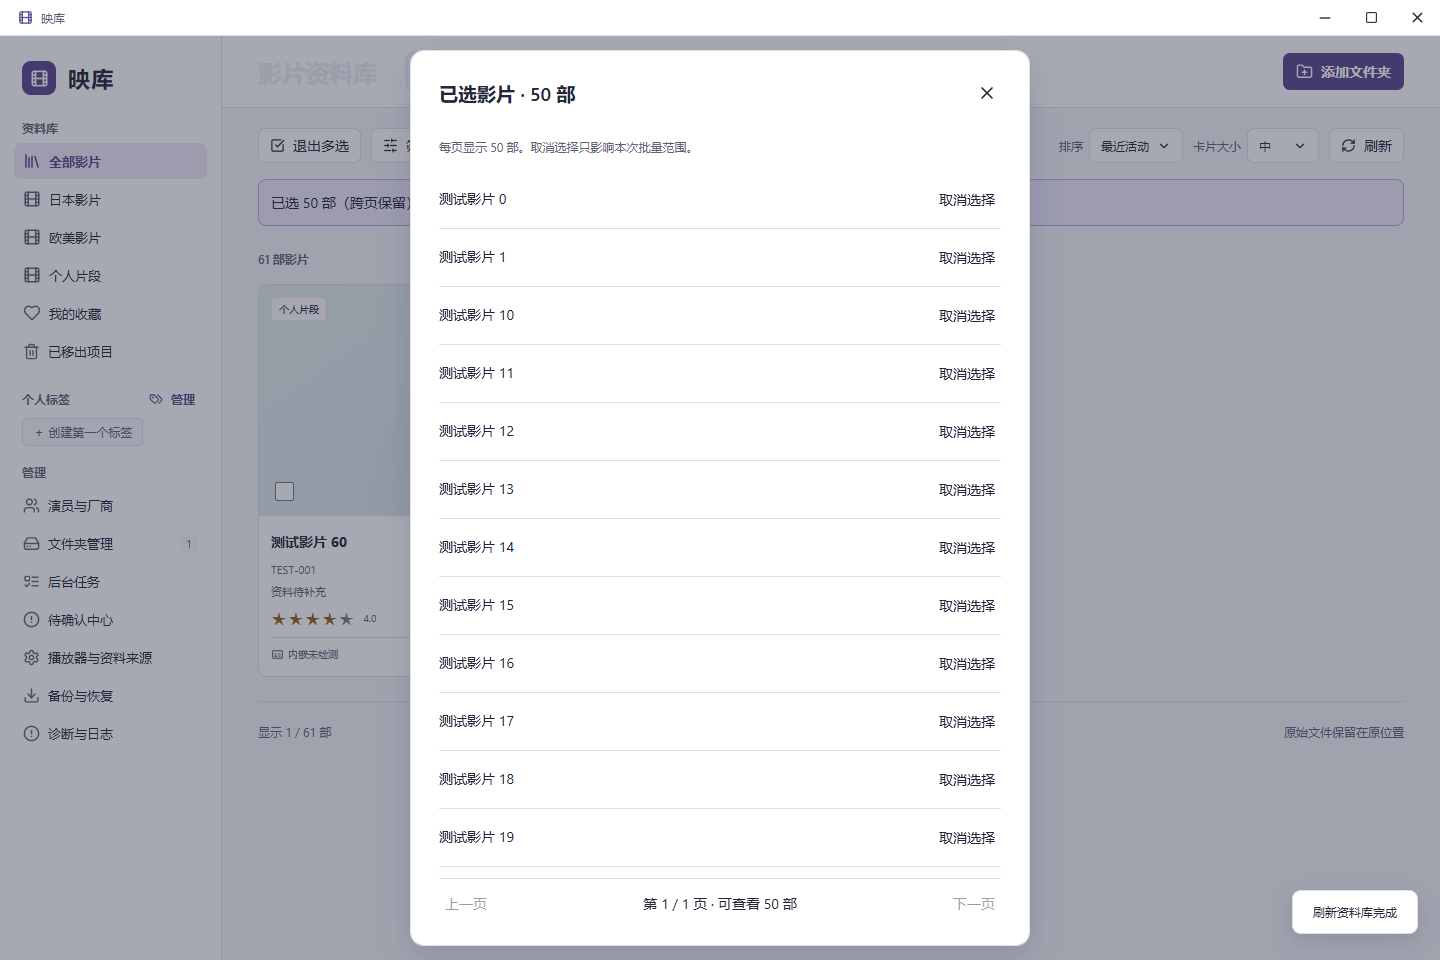 映库
映库
影片资料库
添加文件夹
资料库
全部影片
日本影片
欧美影片
个人片段
我的收藏
已移出项目
个人标签
管理
+ 创建第一个标签
管理
演员与厂商
文件夹管理
1
后台任务
待确认中心
播放器与资料来源
备份与恢复
诊断与日志
退出多选
排序
最近活动
卡片大小
中
刷新
已选 50 部（跨页保留）
61 部影片
个人片段
测试影片 60
TEST-001
资料待补充
4.0
内嵌未检测
显示 1 / 61 部
原始文件保留在原位置
已选影片 · 50 部
每页显示 50 部。取消选择只影响本次批量范围。
测试影片 0 取消选择
测试影片 1 取消选择
测试影片 10 取消选择
测试影片 11 取消选择
测试影片 12 取消选择
测试影片 13 取消选择
测试影片 14 取消选择
测试影片 15 取消选择
测试影片 16 取消选择
测试影片 17 取消选择
测试影片 18 取消选择
测试影片 19 取消选择
上一页 第 1 / 1 页 · 可查看 50 部 下一页
刷新资料库完成